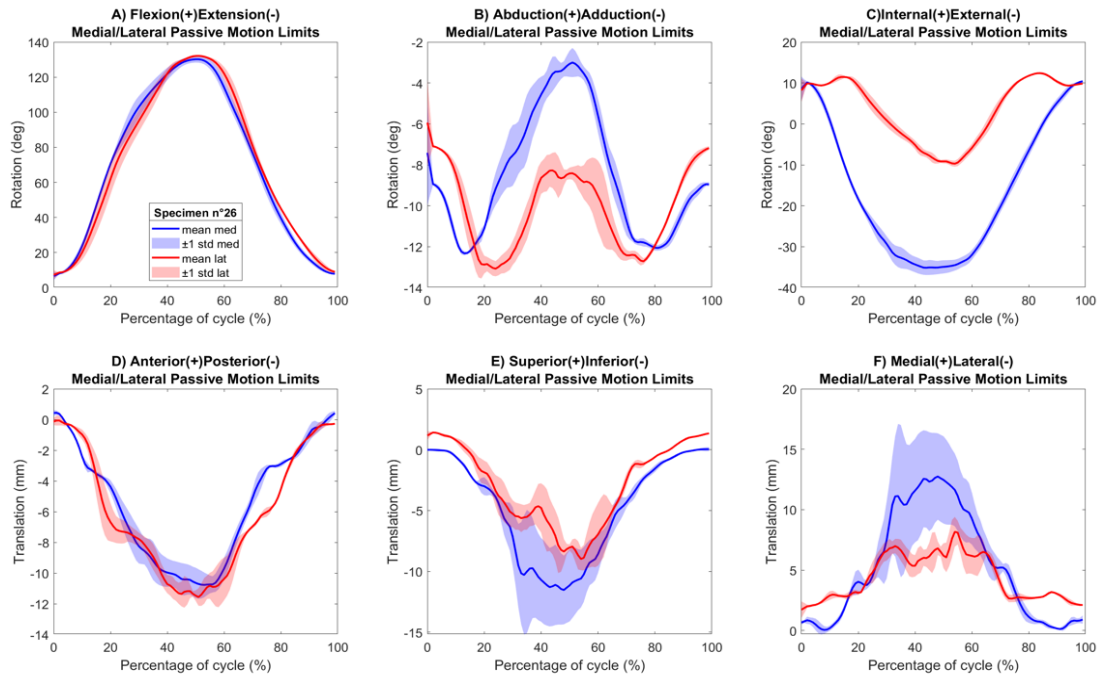 A) Flexion(+)Extension(-)
Medial/Lateral Passive Motion Limits
140
120
100
80
60
40
20
0
Rotation (deg)
Specimen n°26
mean med
±1 std med
mean lat
±1 std lat
0 20 40 60 80 100
Percentage of cycle (%)
B) Abduction(+)Adduction(-)
Medial/Lateral Passive Motion Limits
-2
-4
-6
-8
-10
-12
-14
Rotation (deg)
0 20 40 60 80 100
Percentage of cycle (%)
C)Internal(+)External(-)
Medial/Lateral Passive Motion Limits
20
10
0
-10
-20
-30
-40
Rotation (deg)
0 20 40 60 80 100
Percentage of cycle (%)
D) Anterior(+)Posterior(-)
Medial/Lateral Passive Motion Limits
2
0
-2
-4
-6
-8
-10
-12
-14
Translation (mm)
0 20 40 60 80 100
Percentage of cycle (%)
E) Superior(+)Inferior(-)
Medial/Lateral Passive Motion Limits
5
0
-5
-10
-15
Translation (mm)
0 20 40 60 80 100
Percentage of cycle (%)
F) Medial(+)Lateral(-)
Medial/Lateral Passive Motion Limits
20
15
10
5
0
Translation (mm)
0 20 40 60 80 100
Percentage of cycle (%)